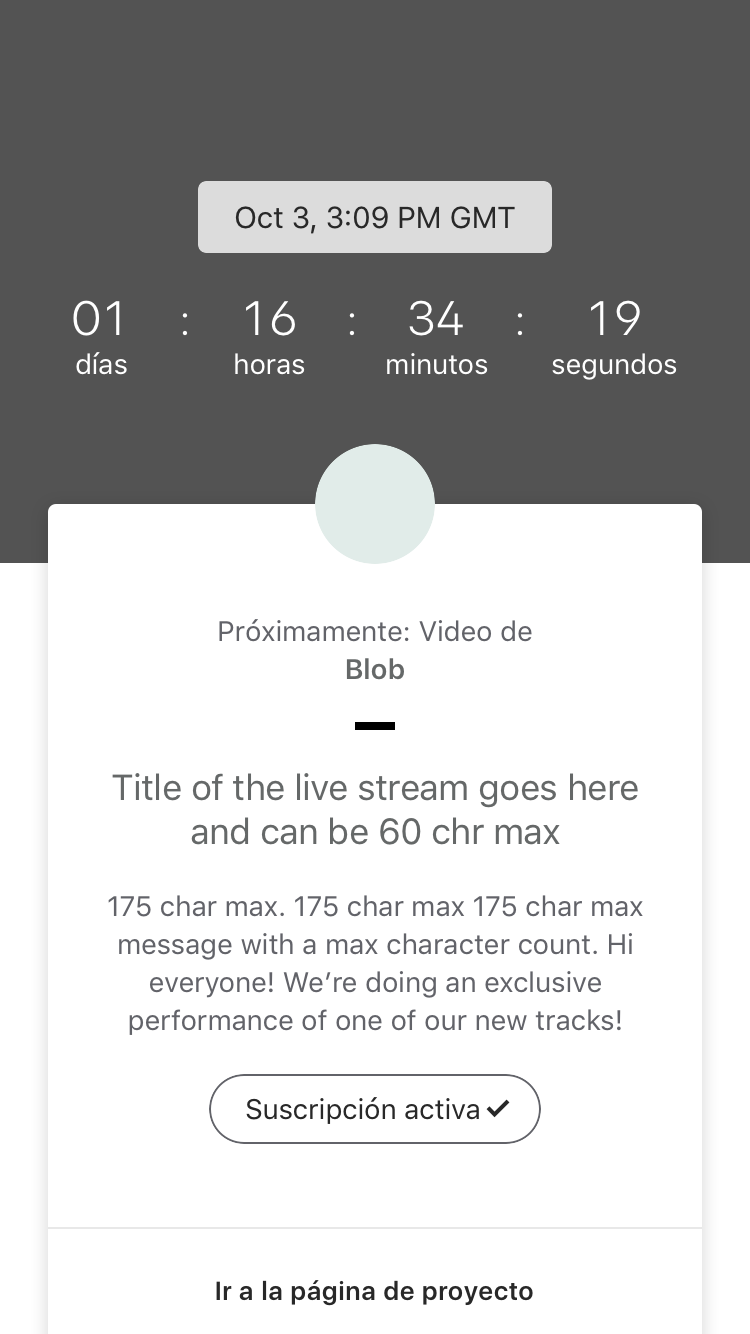 Oct 3, 3:09 PM GMT
01 : 16 : 34 : 19
días horas minutos segundos
Próximamente: Video de
Blob
Title of the live stream goes here
and can be 60 chr max
175 char max. 175 char max 175 char max
message with a max character count. Hi
everyone! We’re doing an exclusive
performance of one of our new tracks!
Suscripción activa ✓
Ir a la página de proyecto